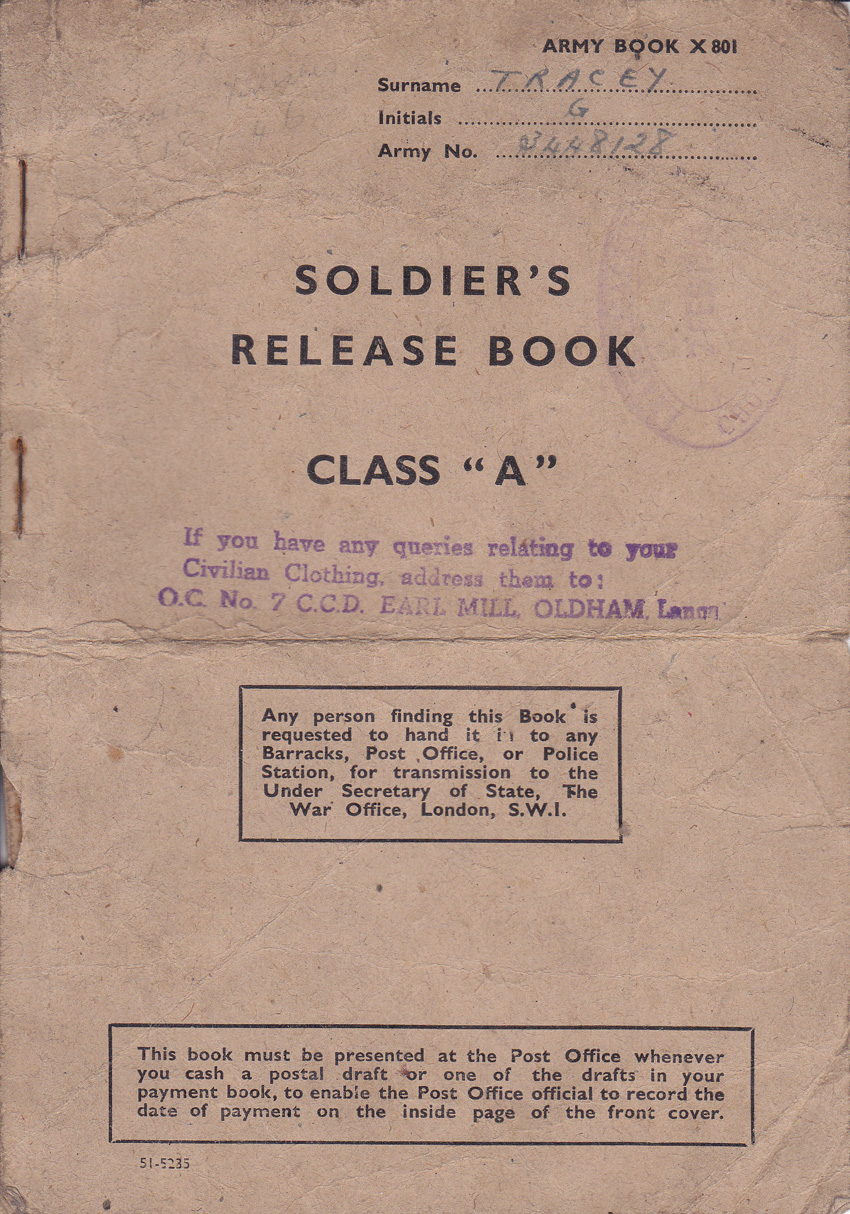 ARMY BOOK X 801
Surname TRACEY
Initials G
Army No. 3448128
SOLDIER'S
RELEASE BOOK
CLASS "A"
If you have any queries relating to your
Civilian Clothing, address them to:
O.C. No. 7 C.C.D. EARL MILL, OLDHAM, Lancs
Any person finding this Book is
requested to hand it in to any
Barracks, Post Office, or Police
Station, for transmission to the
Under Secretary of State, The
War Office, London, S.W.1.
This book must be presented at the Post Office whenever
you cash a postal draft or one of the drafts in your
payment book, to enable the Post Office official to record the
date of payment on the inside page of the front cover.
51-5235